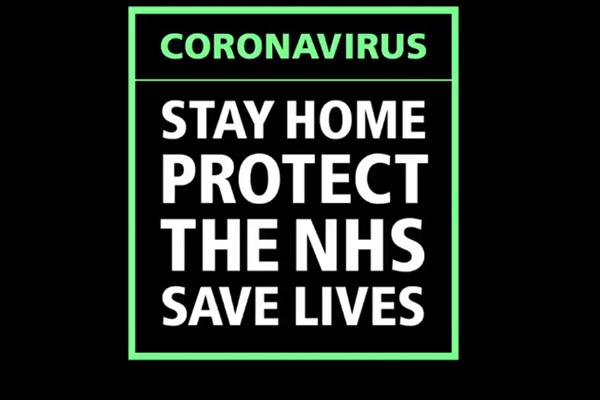 CORONAVIRUS
STAY HOME
PROTECT
THE NHS
SAVE LIVES